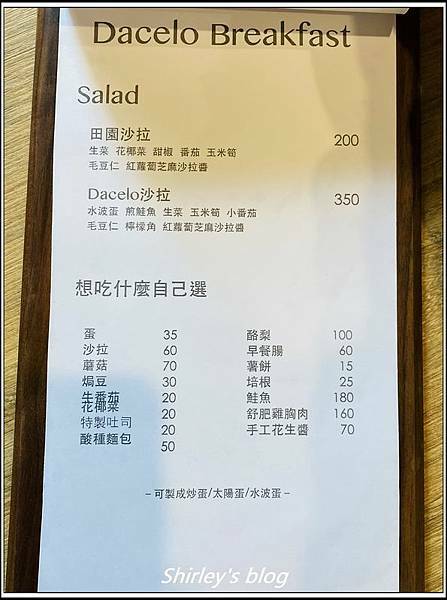 Dacelo Breakfast
Salad
田園沙拉 200
生菜 花椰菜 甜椒 番茄 玉米筍
毛豆仁 紅蘿蔔芝麻沙拉醬
Dacelo沙拉 350
水波蛋 煎鮭魚 生菜 玉米筍 小番茄
毛豆仁 檸檬角 紅蘿蔔芝麻沙拉醬
想吃什麼自己選
蛋 35
沙拉 60
蘑菇 70
焗豆 30
牛番茄 20
花椰菜 20
特製吐司 20
酸種麵包 50
酪梨 100
早餐腸 60
薯餅 15
培根 25
鮭魚 180
舒肥雞胸肉 160
手工花生醬 70
–可製成炒蛋/太陽蛋/水波蛋–
Shirley's blog